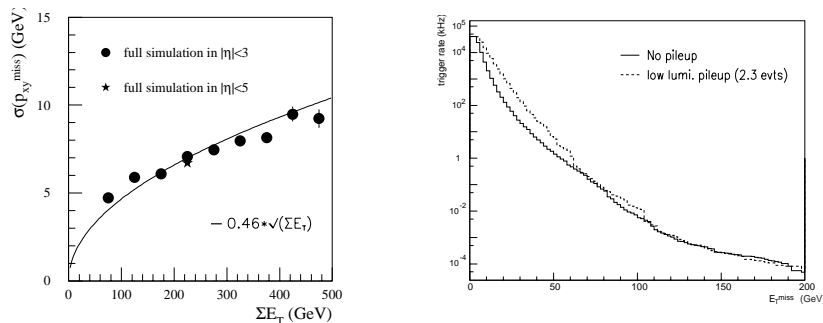 σ(p_xy^miss) (GeV)
15
10
5
0
● full simulation in |η|<3
★ full simulation in |η|<5
— 0.46*√(ΣE_T)
0 100 200 300 400 500
ΣE_T (GeV)
trigger rate (kHz)
10^5
10^4
10^2
1
10^-2
10^-4
No pileup
low lumi. pileup (2.3 evts)
0 50 100 150 200
E_T^miss (GeV)